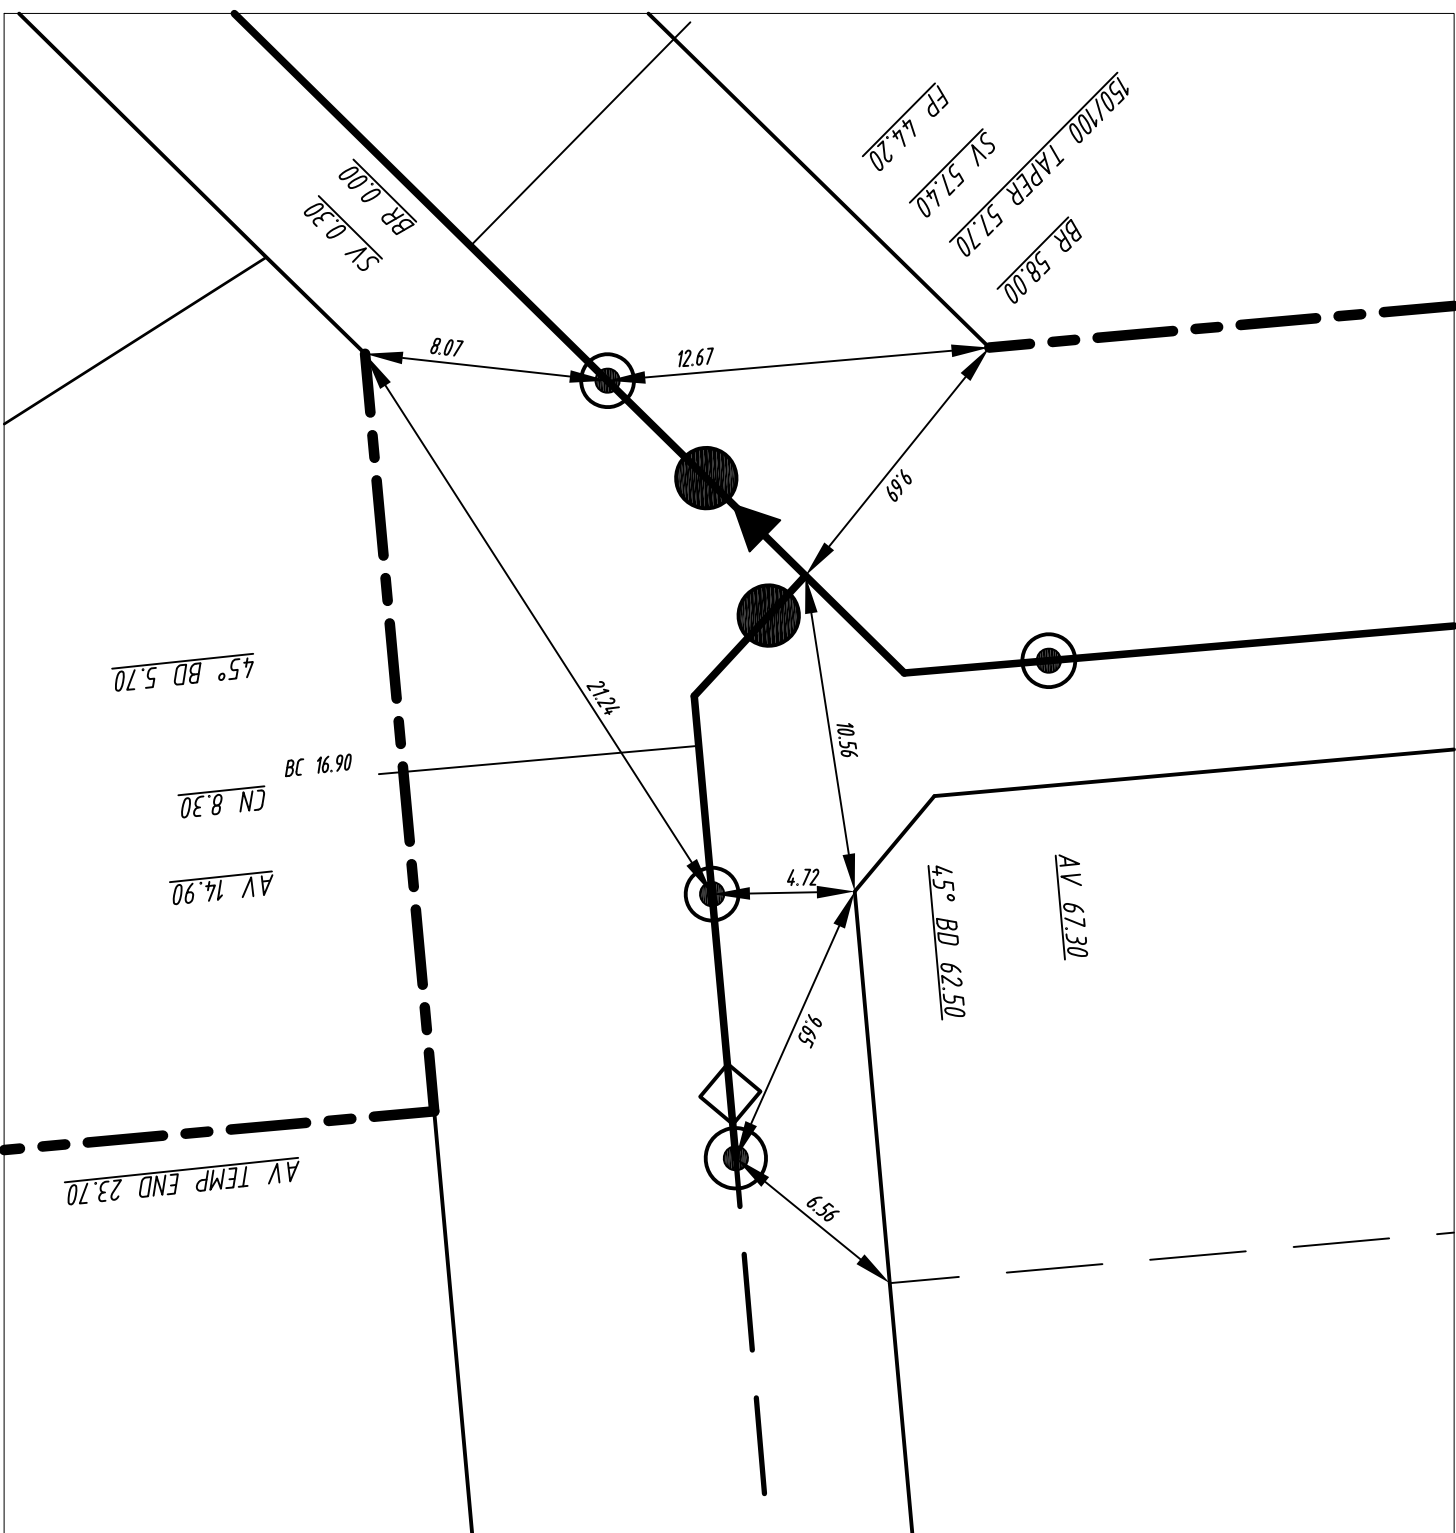 FP 44.20
SV 57.40
150/100 TAPER 57.70
BR 58.00
BR 0.00
SV 0.30
8.07
12.67
9.69
21.24
10.56
45° BD 5.70
BC 16.90
CN 8.30
AV 14.90
4.72
45° BD 62.50
AV 67.30
9.65
AV TEMP END 23.70
6.56